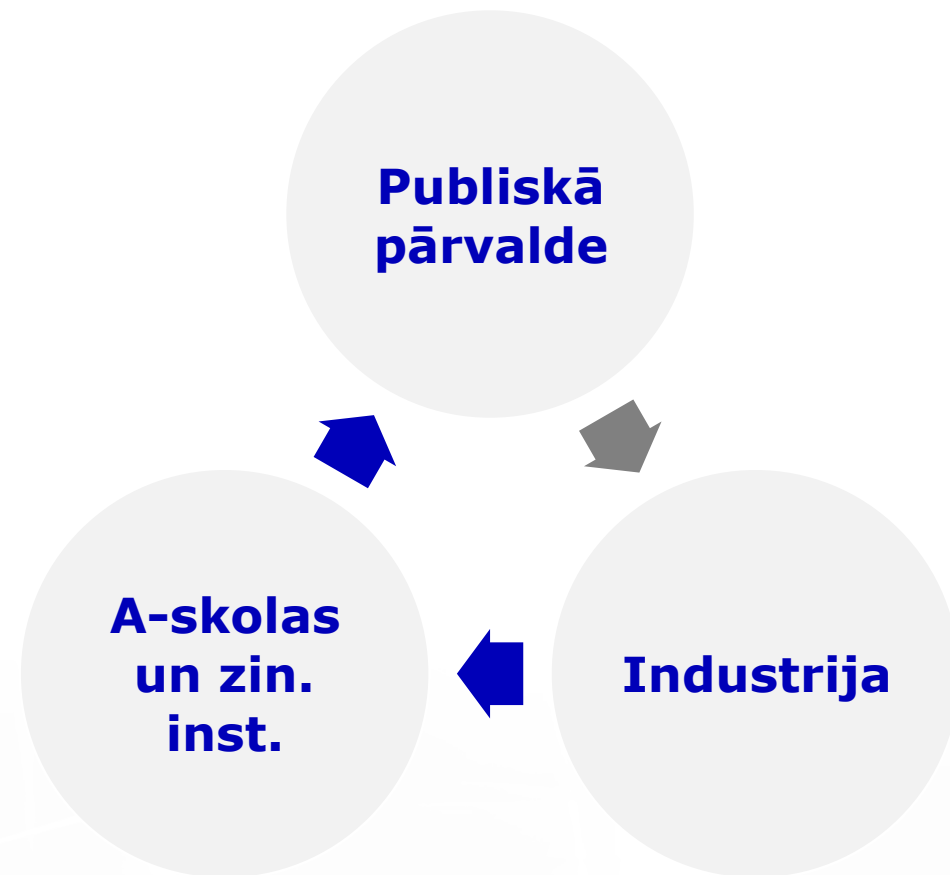 Publiskā
pārvalde
A-skolas
un zin.
inst.
Industrija